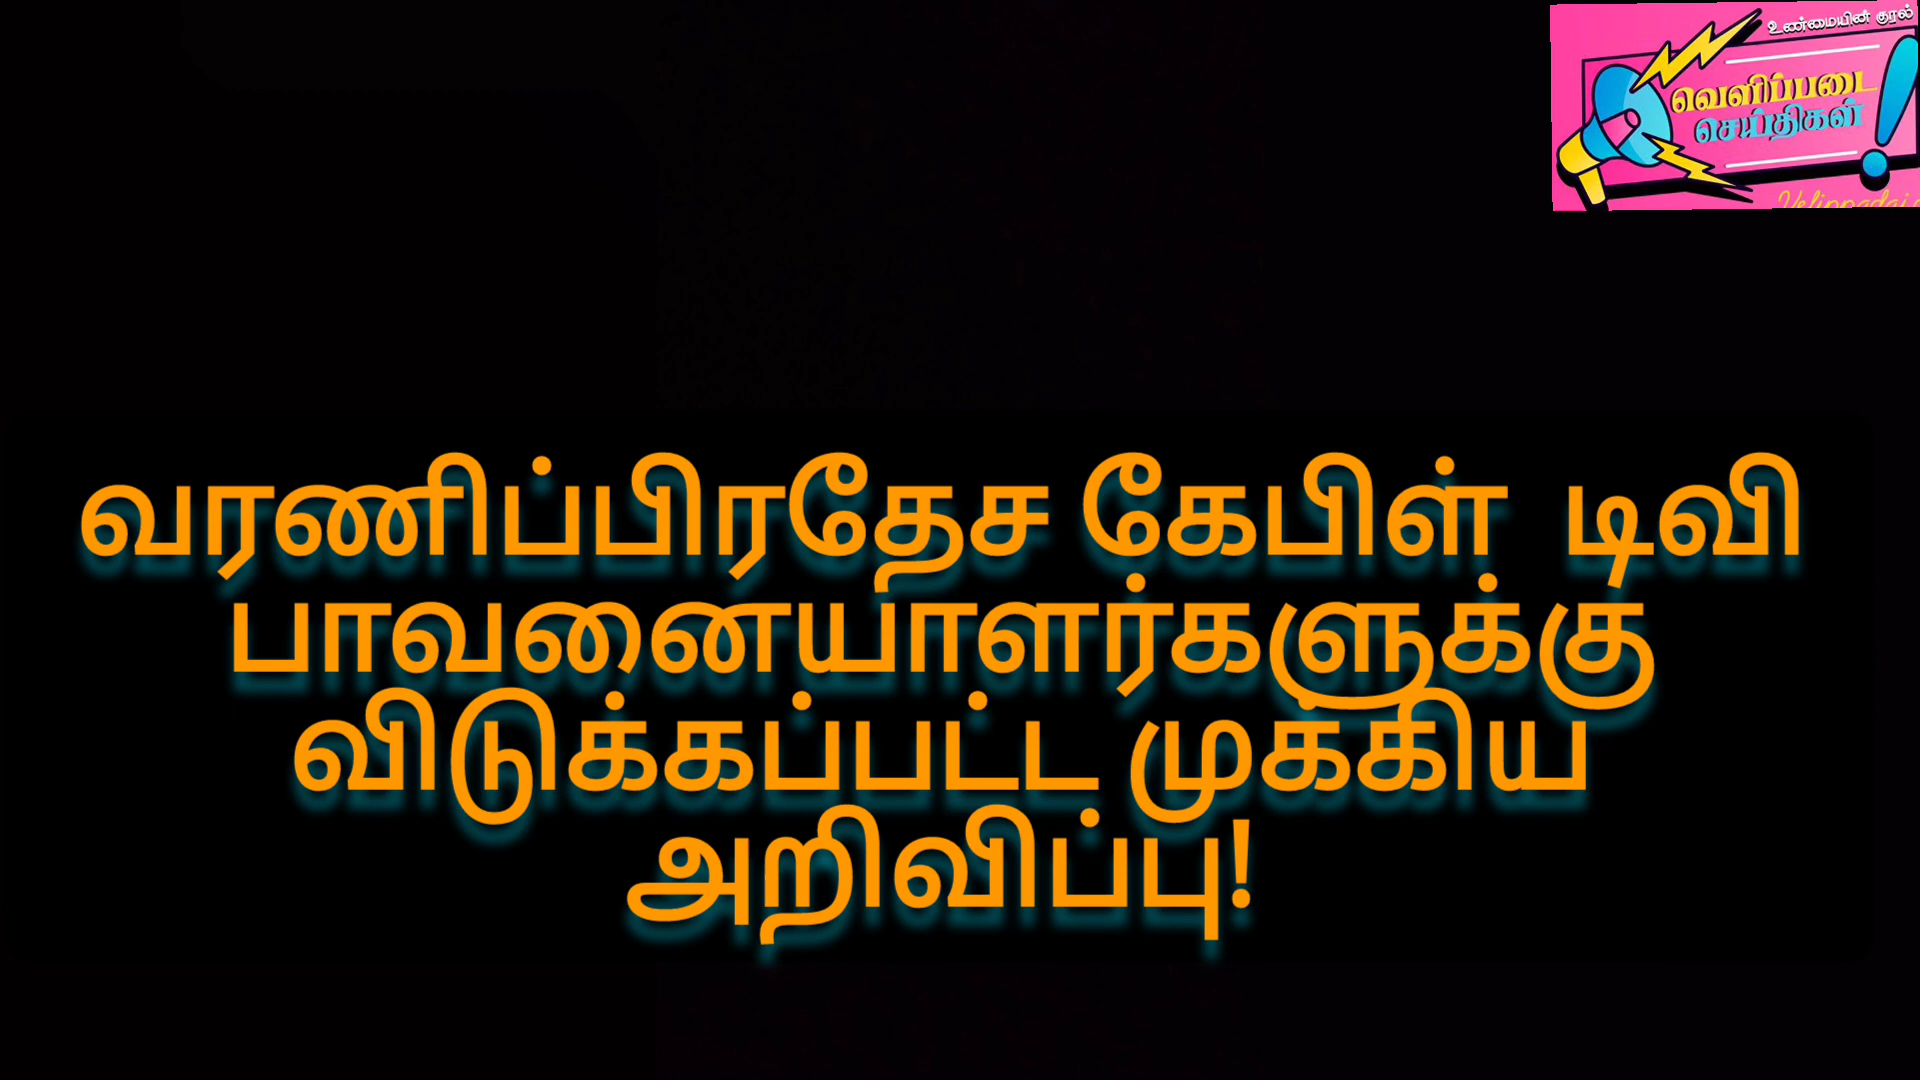 உண்மையின் குரல்
வெளிப்படை
செய்திகள்
வரணிப்பிரதேச கேபிள் டிவி
பாவனையாளர்களுக்கு
விடுக்கப்பட்ட முக்கிய
அறிவிப்பு!